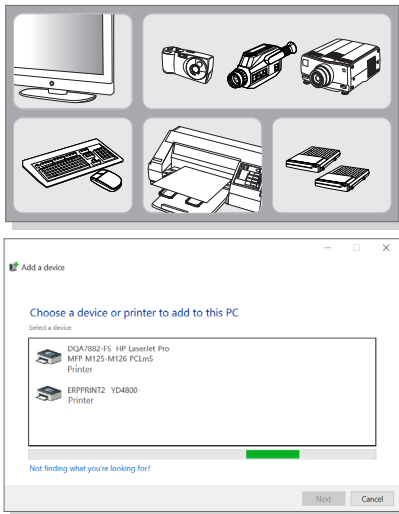 Add a device
Choose a device or printer to add to this PC
Select a device
DQA7882-F5 HP LaserJet Pro
MFP M125-M126 PCLmS
Printer
ERPPRINT2 YD4800-
Printer
Not finding what you're looking for?
Next Cancel